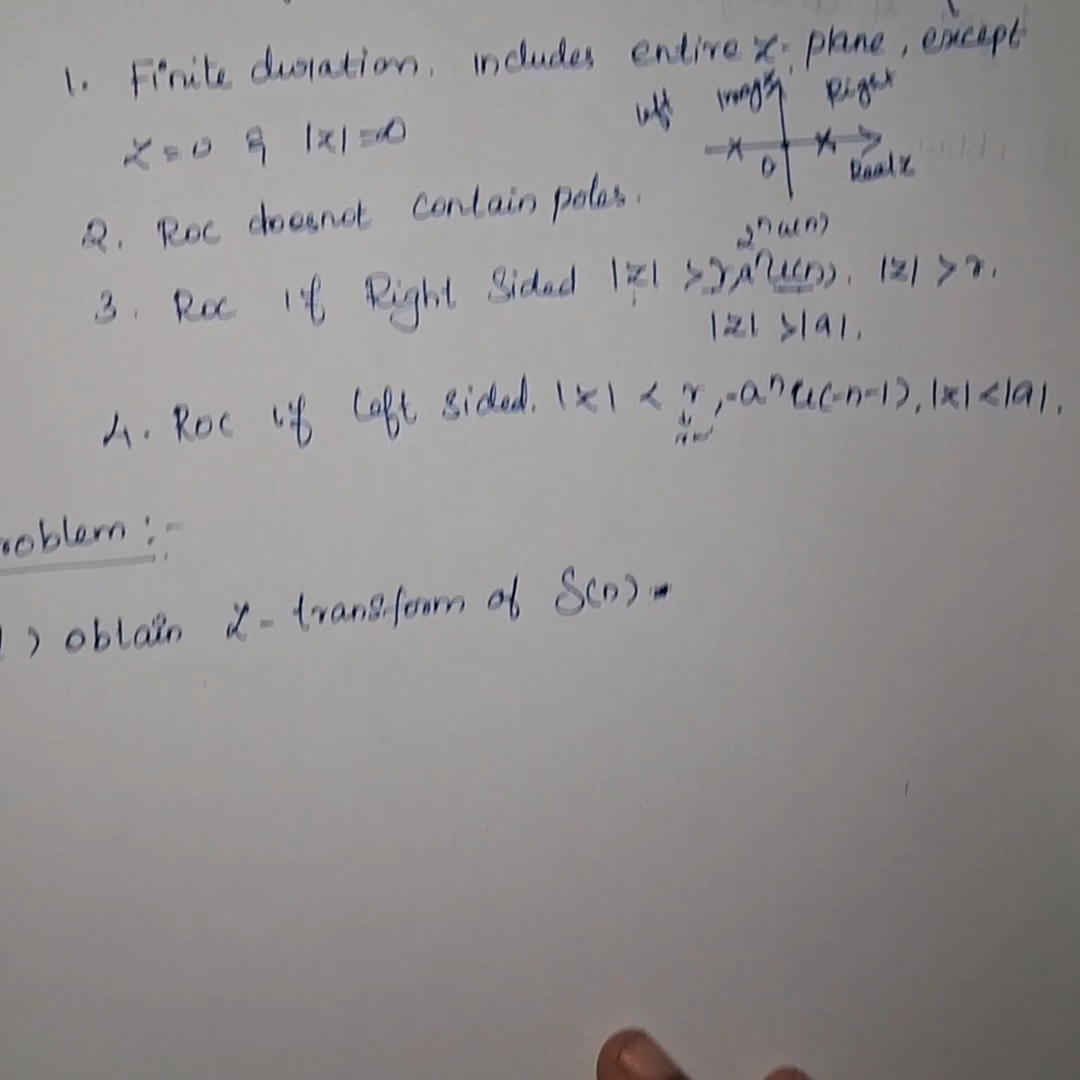 1. Finite duration, includes entire z-plane, except
left Imag z Right
z=0 & |z|=∞
0 Real z
2. Roc doesnot contain poles.
2ⁿu(n)
3. Roc if Right sided |z| > r, aⁿu(n), |z| > r,
|z| > |a|.
4. Roc if left sided, |z| < r, -aⁿu(-n-1), |z|<|a|,
roblem :-
) obtain z-transform of δ(n)